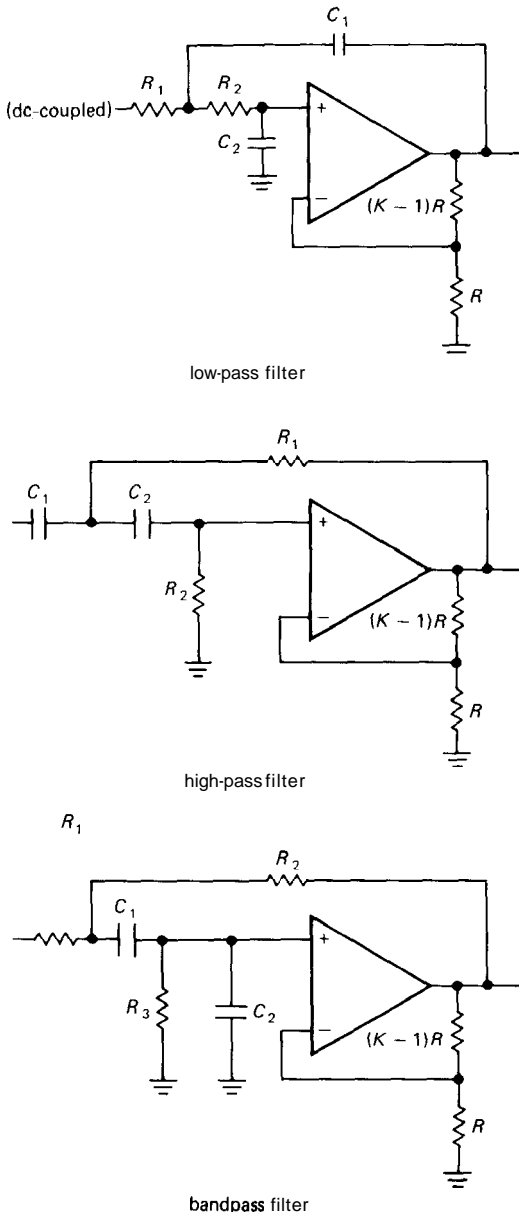 C₁
R₁ R₂
(dc-coupled)
+
C₂
−
(K − 1)R
R
low-pass filter
R₁
C₁ C₂
+
R₂
−
(K − 1)R
R
high-pass filter
R₁
R₂
C₁
+
R₃
C₂
−
(K − 1)R
R
bandpass filter